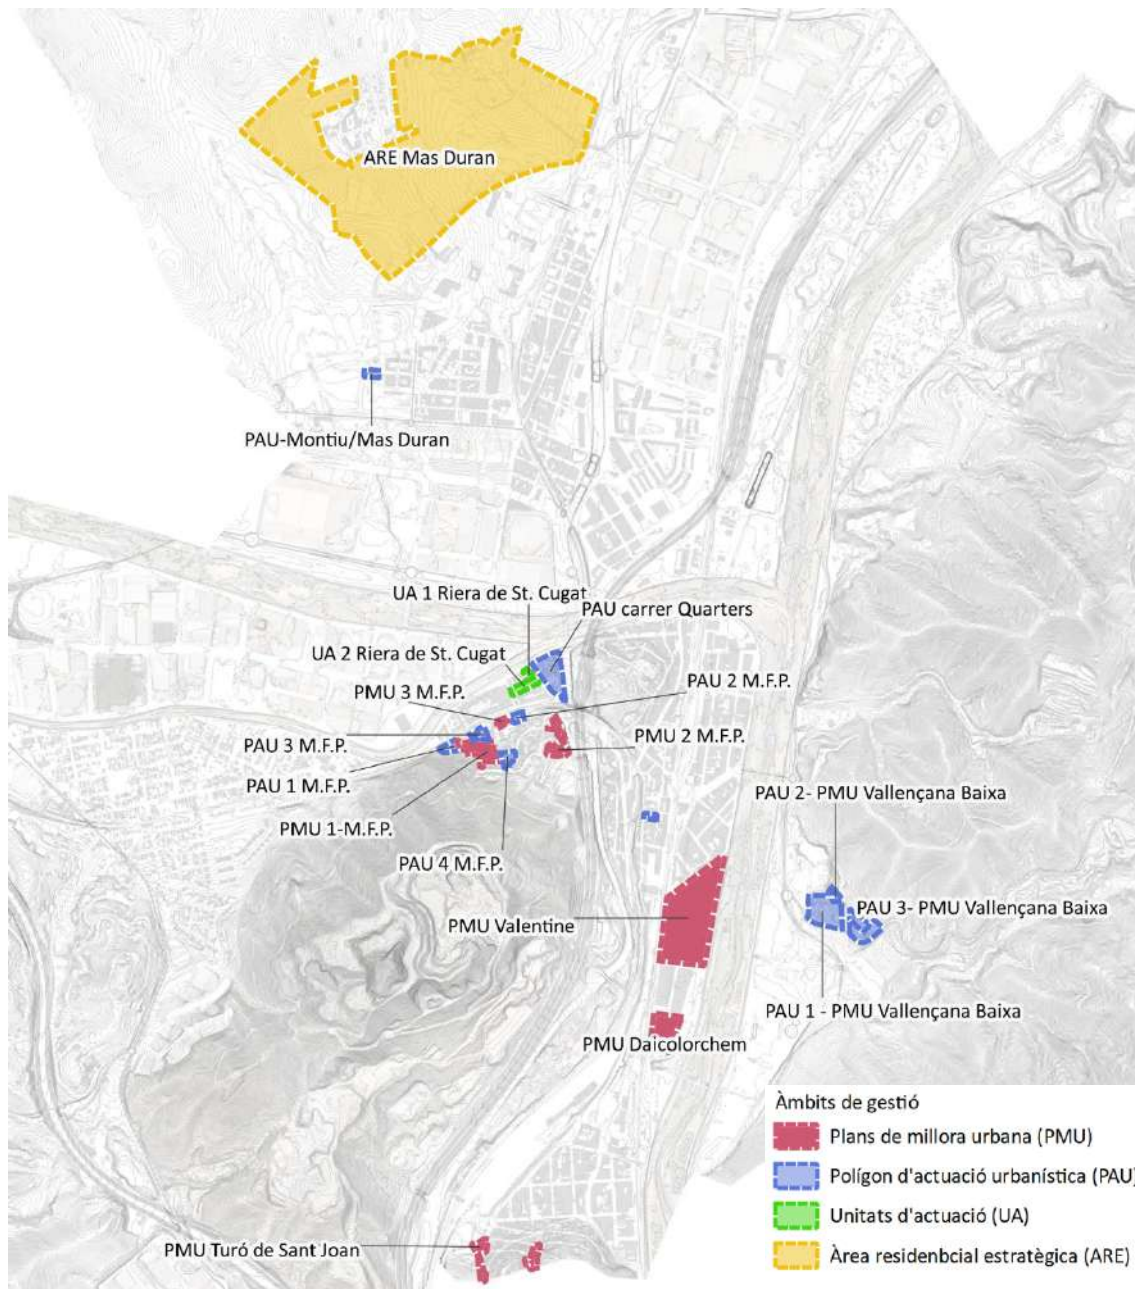 ARE Mas Duran
PAU-Montiu/Mas Duran
UA 1 Riera de St. Cugat
PAU carrer Quarters
UA 2 Riera de St. Cugat
PAU 2 M.F.P.
PMU 3 M.F.P.
PAU 3 M.F.P.
PMU 2 M.F.P.
PAU 1 M.F.P.
PAU 2- PMU Vallençana Baixa
PMU 1-M.F.P.
PAU 4 M.F.P.
PAU 3- PMU Vallençana Baixa
PMU Valentine
PAU 1 - PMU Vallençana Baixa
PMU Daicolorchem
Àmbits de gestió
Plans de millora urbana (PMU)
Polígon d'actuació urbanística (PAU)
Unitats d'actuació (UA)
Àrea residenbcial estratègica (ARE)
PMU Turó de Sant Joan